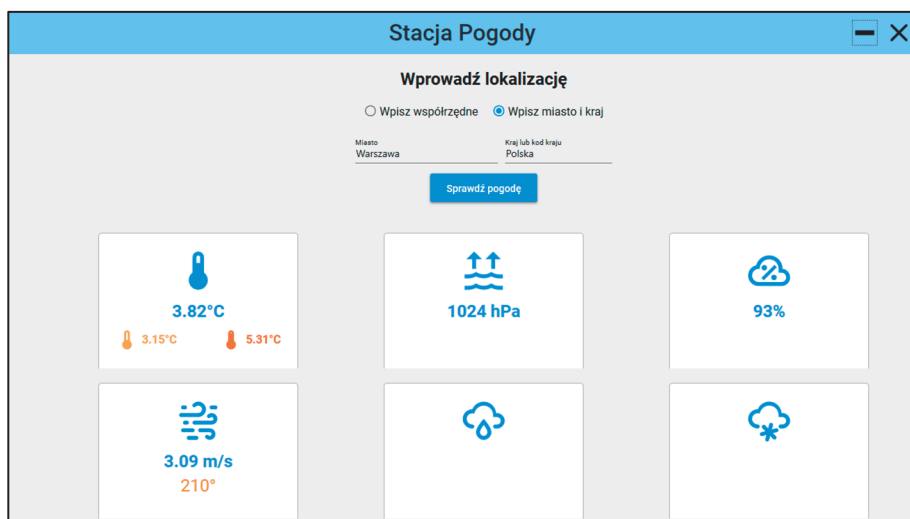 Stacja Pogody
Wprowadź lokalizację
Wpisz współrzędne Wpisz miasto i kraj
Miasto Kraj lub kod kraju
Warszawa Polska
Sprawdź pogodę
3.82°C 1024 hPa 93%
3.15°C 5.31°C
3.09 m/s
210°